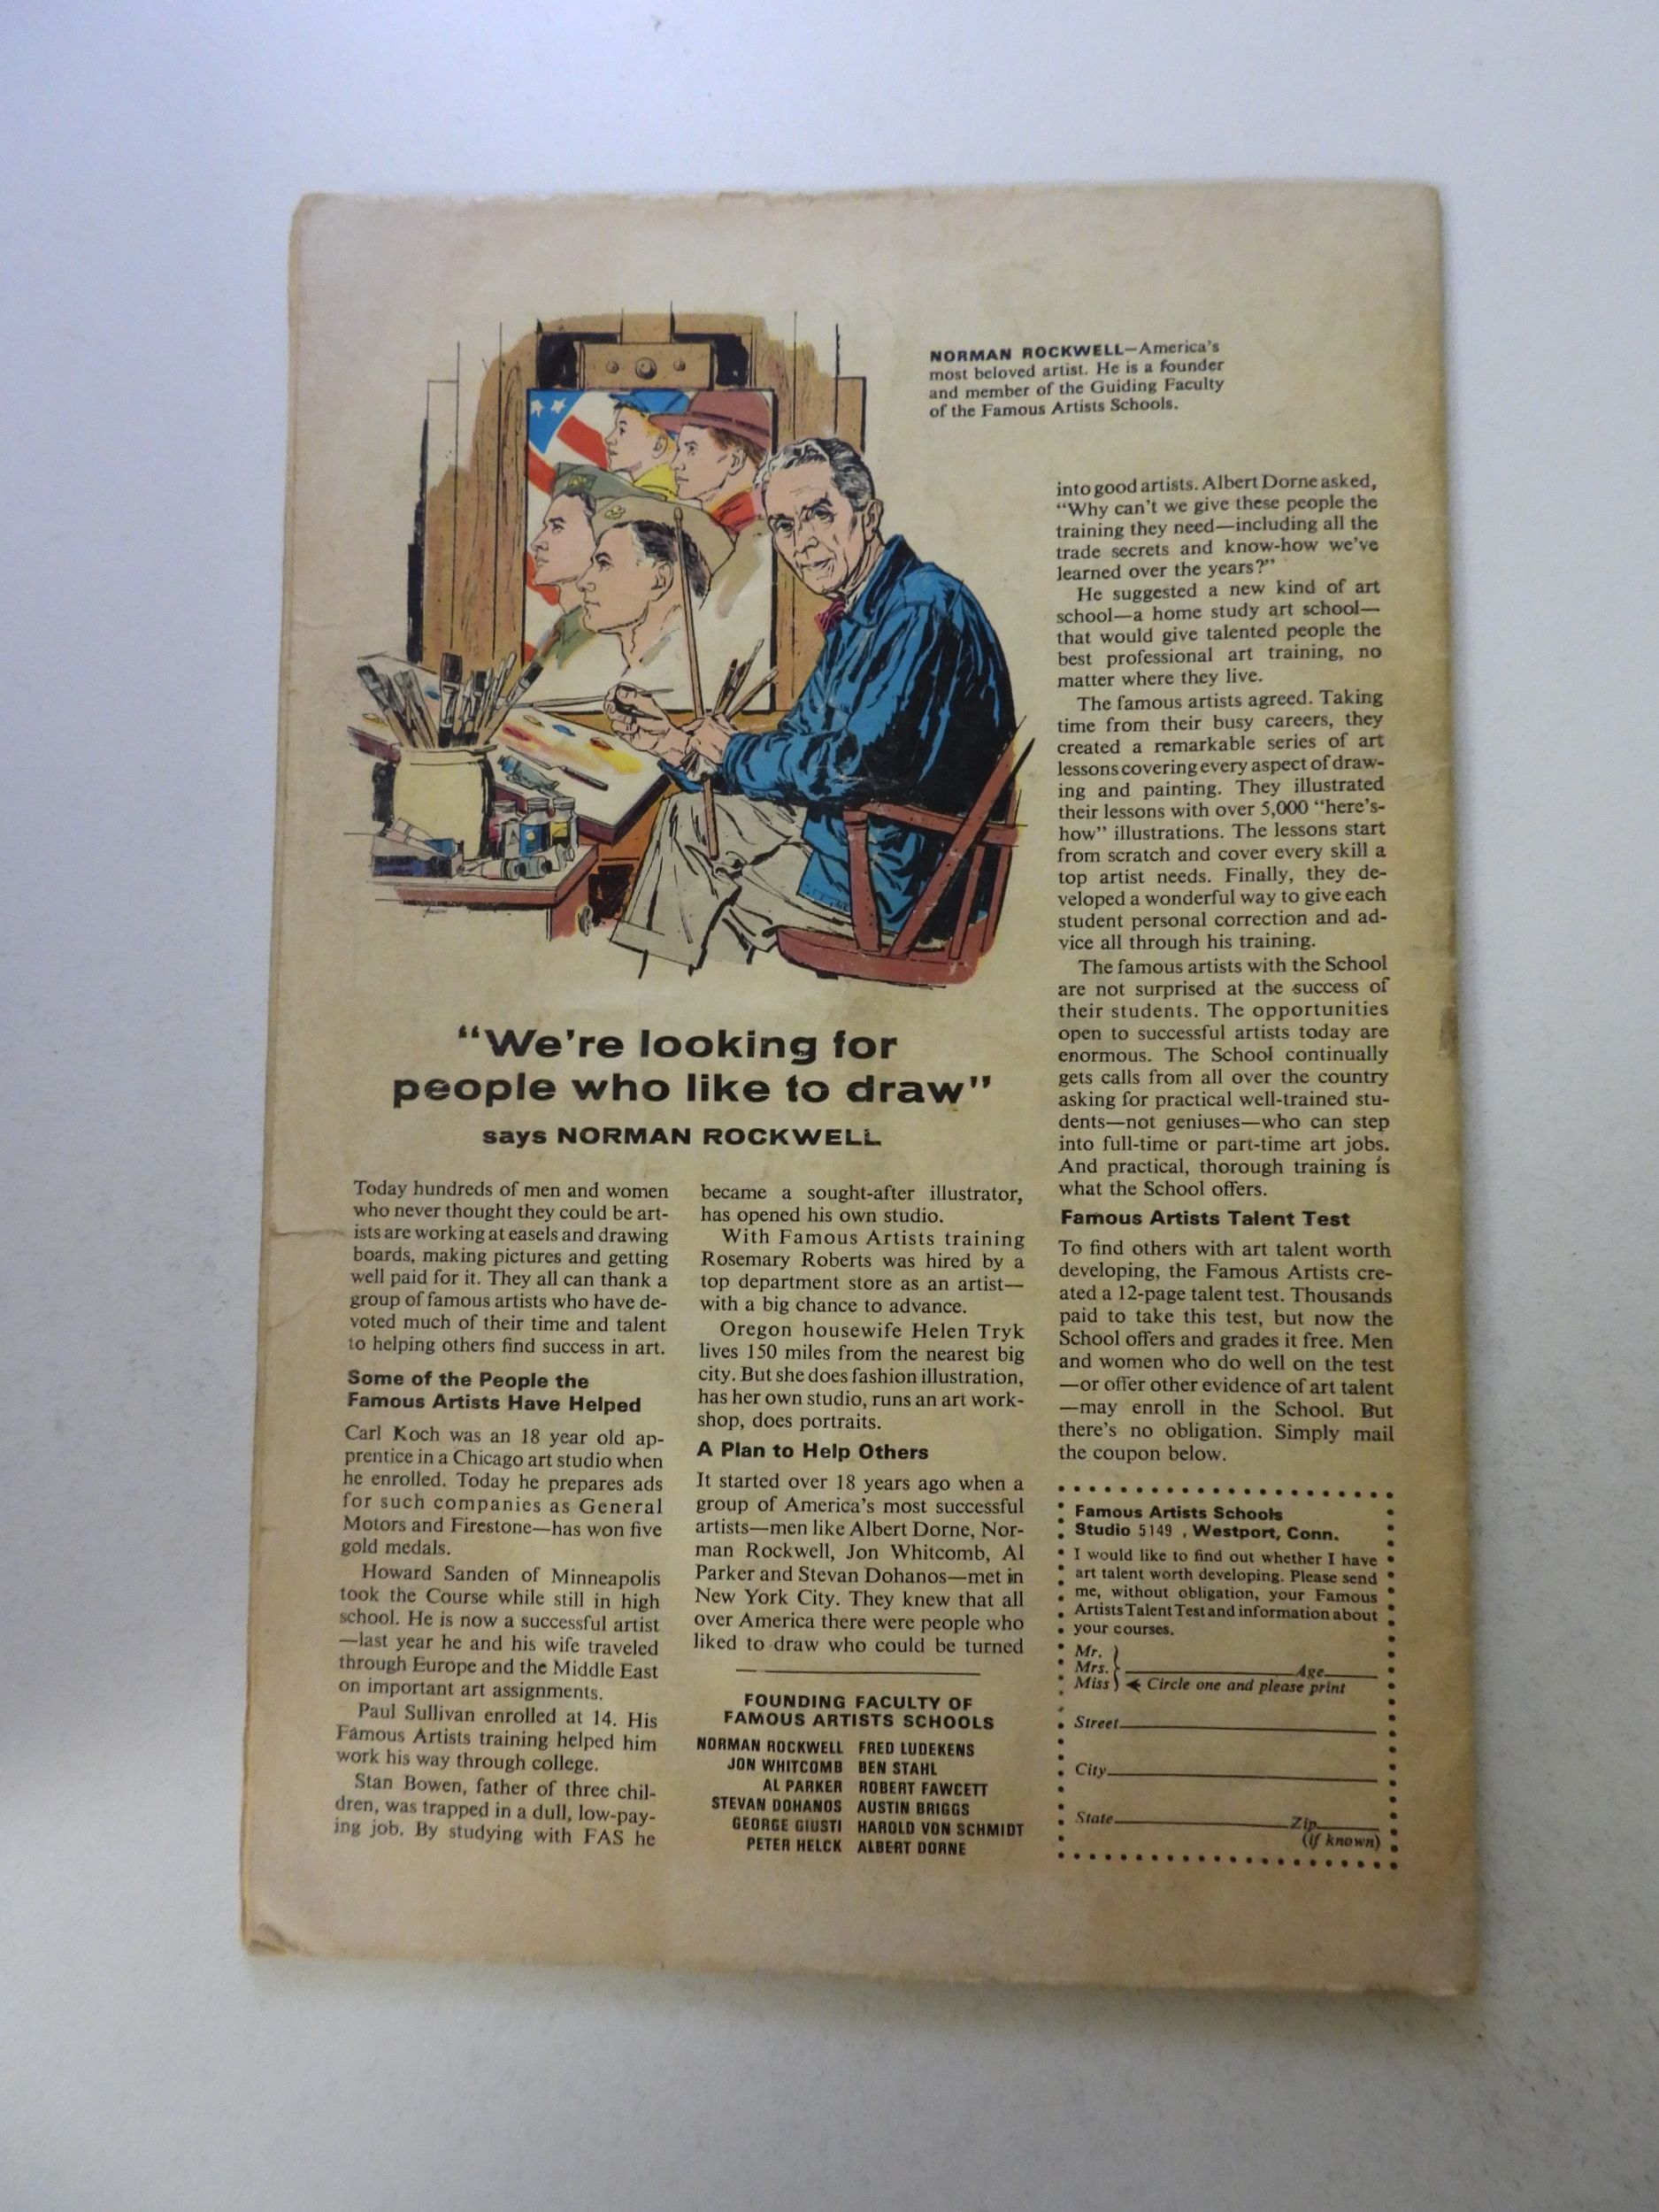 NORMAN ROCKWELL—America's
most beloved artist. He is a founder
and member of the Guiding Faculty
of the Famous Artists Schools.
"We're looking for
people who like to draw"
says NORMAN ROCKWELL
Today hundreds of men and women
who never thought they could be art-
ists are working at easels and drawing
boards, making pictures and getting
well paid for it. They all can thank a
group of famous artists who have de-
voted much of their time and talent
to helping others find success in art.
Some of the People the
Famous Artists Have Helped
Carl Koch was an 18 year old ap-
prentice in a Chicago art studio when
he enrolled. Today he prepares ads
for such companies as General
Motors and Firestone—has won five
gold medals.
Howard Sanden of Minneapolis
took the Course while still in high
school. He is now a successful artist
—last year he and his wife traveled
through Europe and the Middle East
on important art assignments.
Paul Sullivan enrolled at 14. His
Famous Artists training helped him
work his way through college.
Stan Bowen, father of three chil-
dren, was trapped in a dull, low-pay-
ing job. By studying with FAS he
became a sought-after illustrator,
has opened his own studio.
With Famous Artists training
Rosemary Roberts was hired by a
top department store as an artist—
with a big chance to advance.
Oregon housewife Helen Tryk
lives 150 miles from the nearest big
city. But she does fashion illustration,
has her own studio, runs an art work-
shop, does portraits.
A Plan to Help Others
It started over 18 years ago when a
group of America's most successful
artists—men like Albert Dorne, Nor-
man Rockwell, Jon Whitcomb, Al
Parker and Stevan Dohanos—met in
New York City. They knew that all
over America there were people who
liked to draw who could be turned
into good artists. Albert Dorne asked,
"Why can't we give these people the
training they need—including all the
trade secrets and know-how we've
learned over the years?"
He suggested a new kind of art
school—a home study art school—
that would give talented people the
best professional art training, no
matter where they live.
The famous artists agreed. Taking
time from their busy careers, they
created a remarkable series of art
lessons covering every aspect of draw-
ing and painting. They illustrated
their lessons with over 5,000 "here's-
how" illustrations. The lessons start
from scratch and cover every skill a
top artist needs. Finally, they de-
veloped a wonderful way to give each
student personal correction and ad-
vice all through his training.
The famous artists with the School
are not surprised at the success of
their students. The opportunities
open to successful artists today are
enormous. The School continually
gets calls from all over the country
asking for practical well-trained stu-
dents—not geniuses—who can step
into full-time or part-time art jobs.
And practical, thorough training is
what the School offers.
Famous Artists Talent Test
To find others with art talent worth
developing, the Famous Artists cre-
ated a 12-page talent test. Thousands
paid to take this test, but now the
School offers and grades it free. Men
and women who do well on the test
—or offer other evidence of art talent
—may enroll in the School. But
there's no obligation. Simply mail
the coupon below.
FOUNDING FACULTY OF
FAMOUS ARTISTS SCHOOLS
NORMAN ROCKWELL FRED LUDEKENS
JON WHITCOMB BEN STAHL
AL PARKER ROBERT FAWCETT
STEVAN DOHANOS AUSTIN BRIGGS
GEORGE GIUSTI HAROLD VON SCHMIDT
PETER HELCK ALBERT DORNE
Famous Artists Schools
Studio 5149 , Westport, Conn.
I would like to find out whether I have
art talent worth developing. Please send
me, without obligation, your Famous
Artists Talent Test and information about
your courses.
Mr.
Mrs. Age
Miss Circle one and please print
Street
City
State Zip
(if known)